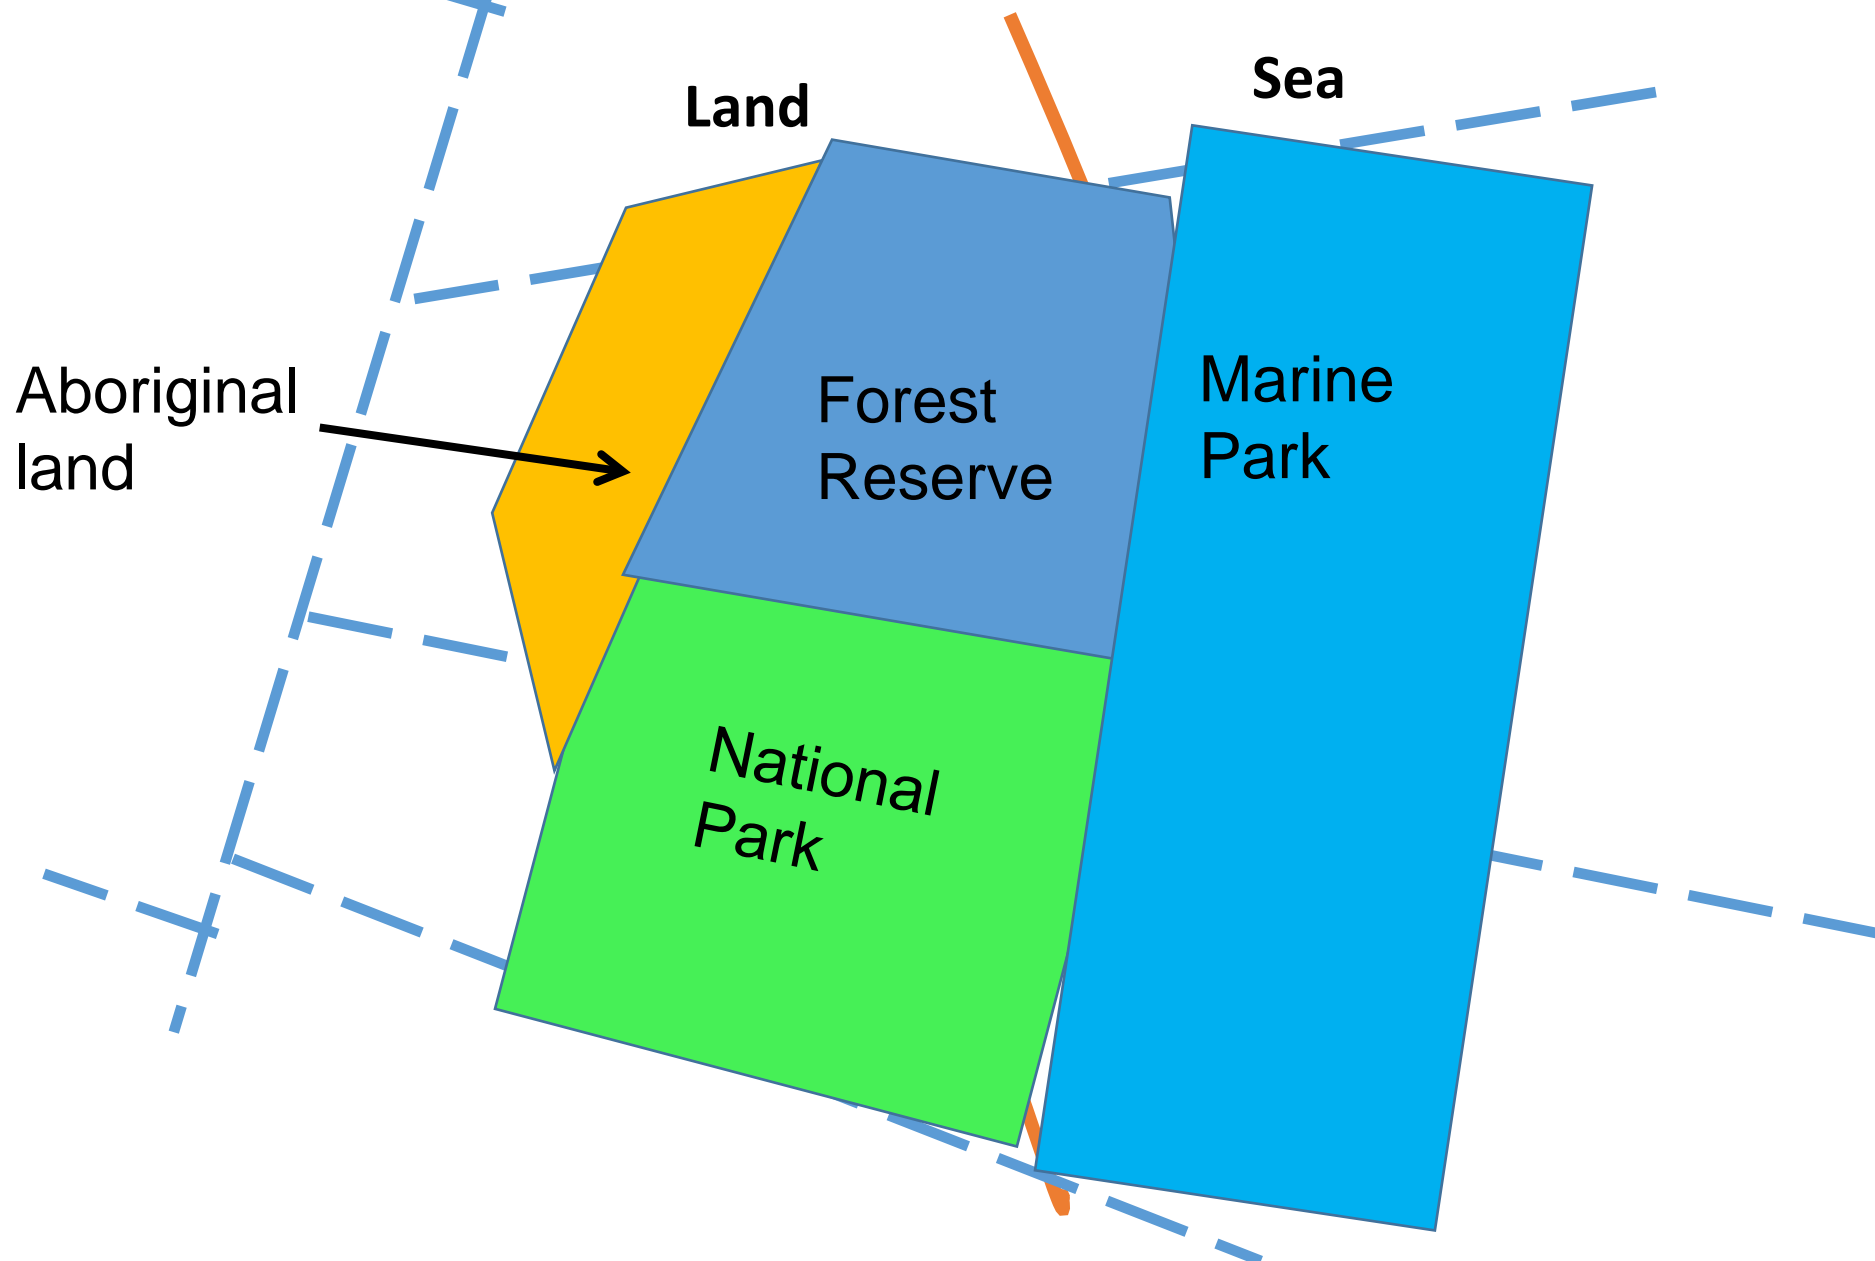 Land
Sea
Aboriginal
land
Forest
Reserve
Marine
Park
National
Park